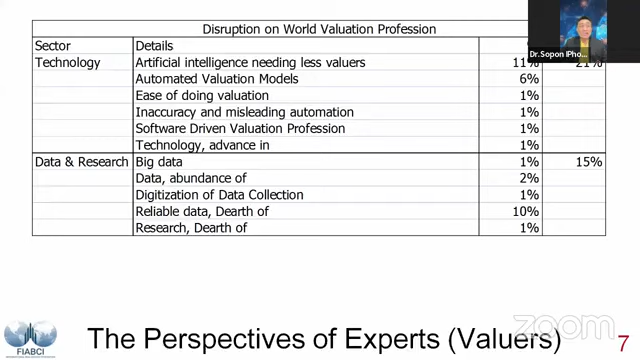 Disruption on World Valuation Profession
Sector Details
Technology Artificial intelligence needing less valuers 11% 21%
Automated Valuation Models 6%
Ease of doing valuation 1%
Inaccuracy and misleading automation 1%
Software Driven Valuation Profession 1%
Technology, advance in 1%
Data & Research Big data 1% 15%
Data, abundance of 2%
Digitization of Data Collection 1%
Reliable data, Dearth of 10%
Research, Dearth of 1%
Dr.Sopon (Pho...
zoom
FIABCI
The Perspectives of Experts (Valuers) 7